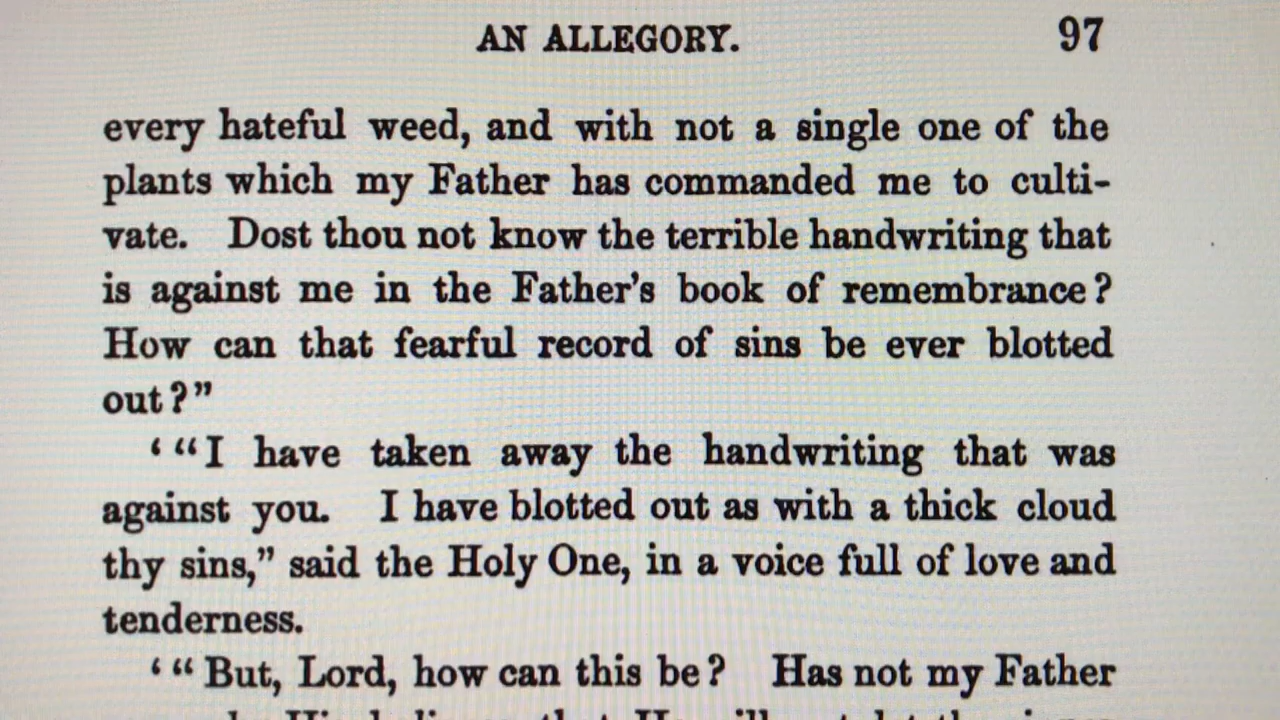 AN ALLEGORY. 97
every hateful weed, and with not a single one of the
plants which my Father has commanded me to culti-
vate. Dost thou not know the terrible handwriting that
is against me in the Father's book of remembrance?
How can that fearful record of sins be ever blotted
out?”
‘ “I have taken away the handwriting that was
against you. I have blotted out as with a thick cloud
thy sins,” said the Holy One, in a voice full of love and
tenderness.
‘ “ But, Lord, how can this be? Has not my Father